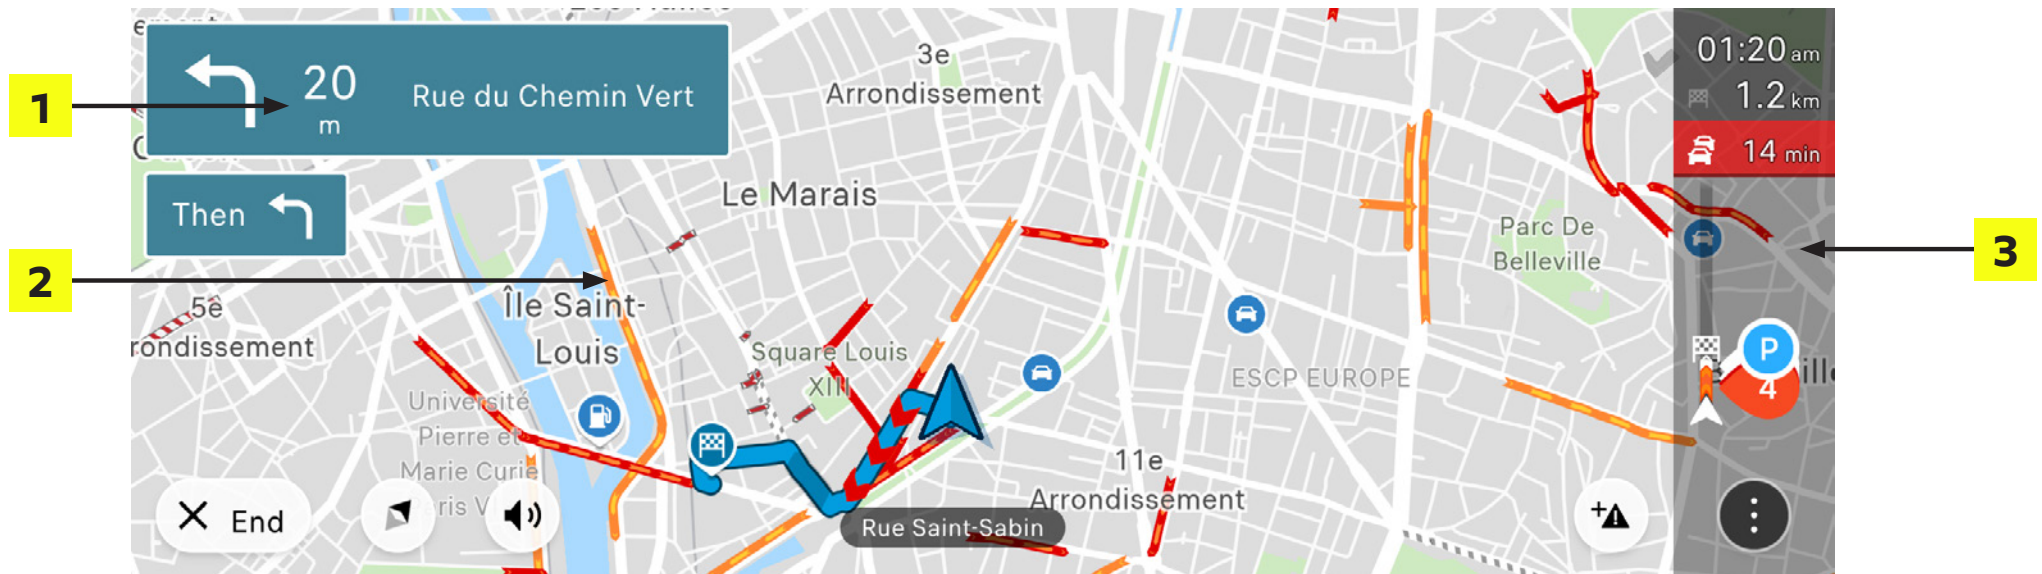 1
20
m
Rue du Chemin Vert
Then
2
3e
Arrondissement
Le Marais
5e
rondissement
Île Saint-
Louis
Square Louis
XIII
Université
Pierre et
Marie Curie
ESCP EUROPE
Parc De
Belleville
11e
Arrondissement
Rue Saint-Sabin
End
01:20 am
1.2 km
14 min
3
P
4